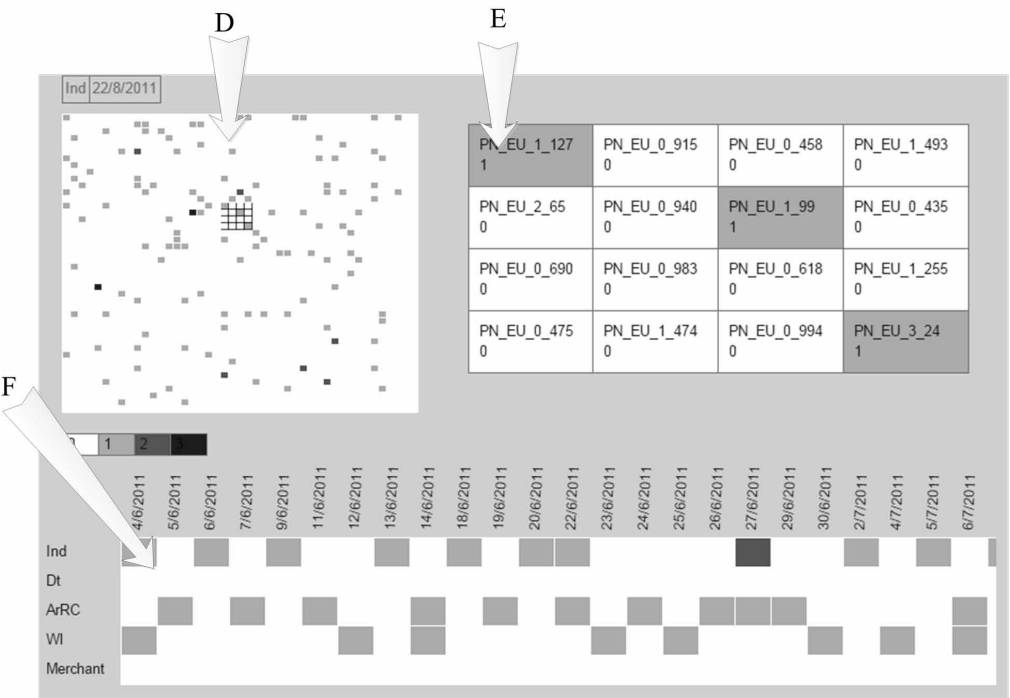 D
E
Ind 22/8/2011
PN_EU_1_127 PN_EU_0_915 PN_EU_0_458 PN_EU_1_493
1 0 0 0
PN_EU_2_65 PN_EU_0_940 PN_EU_1_99 PN_EU_0_435
0 0 1 0
PN_EU_0_690 PN_EU_0_983 PN_EU_0_618 PN_EU_1_255
0 0 0 0
PN_EU_0_475 PN_EU_1_474 PN_EU_0_994 PN_EU_3_24
0 0 0 1
F
1 2 3
4/6/2011 5/6/2011 6/6/2011 7/6/2011 9/6/2011 11/6/2011 12/6/2011 13/6/2011 14/6/2011 18/6/2011 19/6/2011 20/6/2011 22/6/2011 23/6/2011 24/6/2011 25/6/2011 26/6/2011 27/6/2011 29/6/2011 30/6/2011 2/7/2011 4/7/2011 5/7/2011 6/7/2011
Ind
Dt
ArRC
WI
Merchant